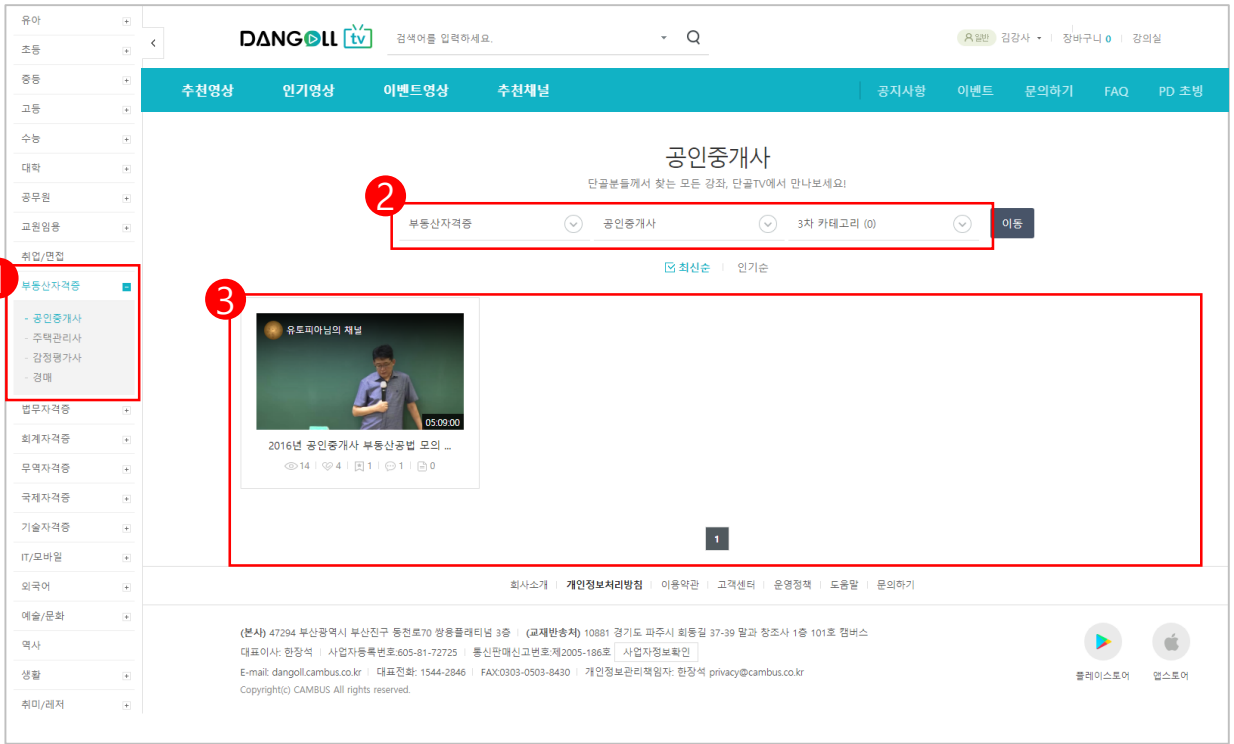 유아
초등
중등
고등
수능
대학
공무원
교원임용
취업/면접
부동산자격증
- 공인중개사
- 주택관리사
- 감정평가사
- 경매
법무자격증
회계자격증
무역자격증
국제자격증
기술자격증
IT/모바일
외국어
예술/문화
역사
생활
취미/레저
DANGOLL tv 검색어를 입력하세요.
일반 김강사 장바구니 0 강의실
추천영상 인기영상 이벤트영상 추천채널 공지사항 이벤트 문의하기 FAQ PD 초빙
공인중개사
단골분들께서 찾는 모든 강좌, 단골TV에서 만나보세요!
2
부동산자격증 공인중개사 3차 카테고리 (0) 이동
최신순 인기순
3
유토피아님의 채널
05:09:00
2016년 공인중개사 부동산공법 모의 ...
14 4 1 1 0
1
회사소개 개인정보처리방침 이용약관 고객센터 운영정책 도움말 문의하기
(본사) 47294 부산광역시 부산진구 동천로70 쌍용플래티넘 3층 (교재반송처) 10881 경기도 파주시 회동길 37-39 말과 창조사 1층 101호 캠버스
대표이사: 한장석 사업자등록번호:605-81-72725 통신판매신고번호:제2005-186호 사업자정보확인
E-mail: dangoll.cambus.co.kr 대표전화: 1544-2846 FAX:0303-0503-8430 개인정보관리책임자: 한장석 privacy@cambus.co.kr
Copyright(c) CAMBUS All rights reserved.
플레이스토어 앱스토어